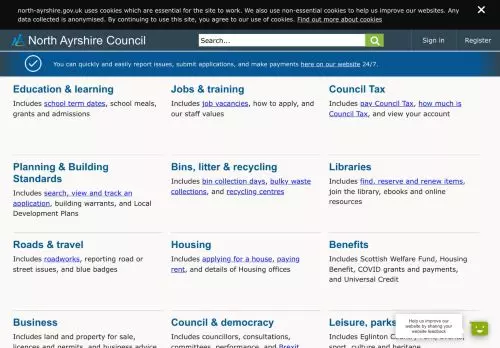 north-ayrshire.gov.uk uses cookies which are essential for the site to work. We also use non-essential cookies to help us improve our websites. Any
data collected is anonymised. By continuing to use this site, you agree to our use of cookies. Find out more about cookies
North Ayrshire Council
Search...
Sign in
Register
You can quickly and easily report issues, submit applications, and make payments here on our website 24/7.
Education & learning
Includes school term dates, school meals,
grants and admissions
Jobs & training
Includes job vacancies, how to apply, and
our staff values
Council Tax
Includes pay Council Tax, how much is
Council Tax, and view your account
Planning & Building
Standards
Includes search, view and track an
application, building warrants, and Local
Development Plans
Bins, litter & recycling
Includes bin collection days, bulky waste
collections, and recycling centres
Libraries
Includes find, reserve and renew items,
join the library, ebooks and online
resources
Roads & travel
Includes roadworks, reporting road or
street issues, and blue badges
Housing
Includes applying for a house, paying
rent, and details of Housing offices
Benefits
Includes Scottish Welfare Fund, Housing
Benefit, COVID grants and payments,
and Universal Credit
Business
Includes land and property for sale,
licences and permits, and business advice
Council & democracy
Includes councillors, consultations,
committees, performance, and Brexit
Leisure, parks
Includes Eglinton
sport, culture and heritage
Help us improve our
website by sharing your
website feedback